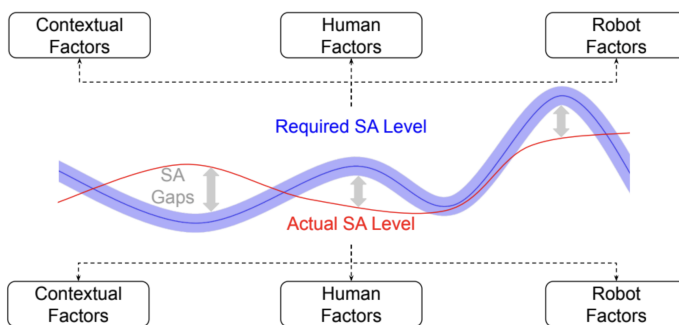 Contextual
Factors
Human
Factors
Robot
Factors
Required SA Level
SA
Gaps
Actual SA Level
Contextual
Factors
Human
Factors
Robot
Factors